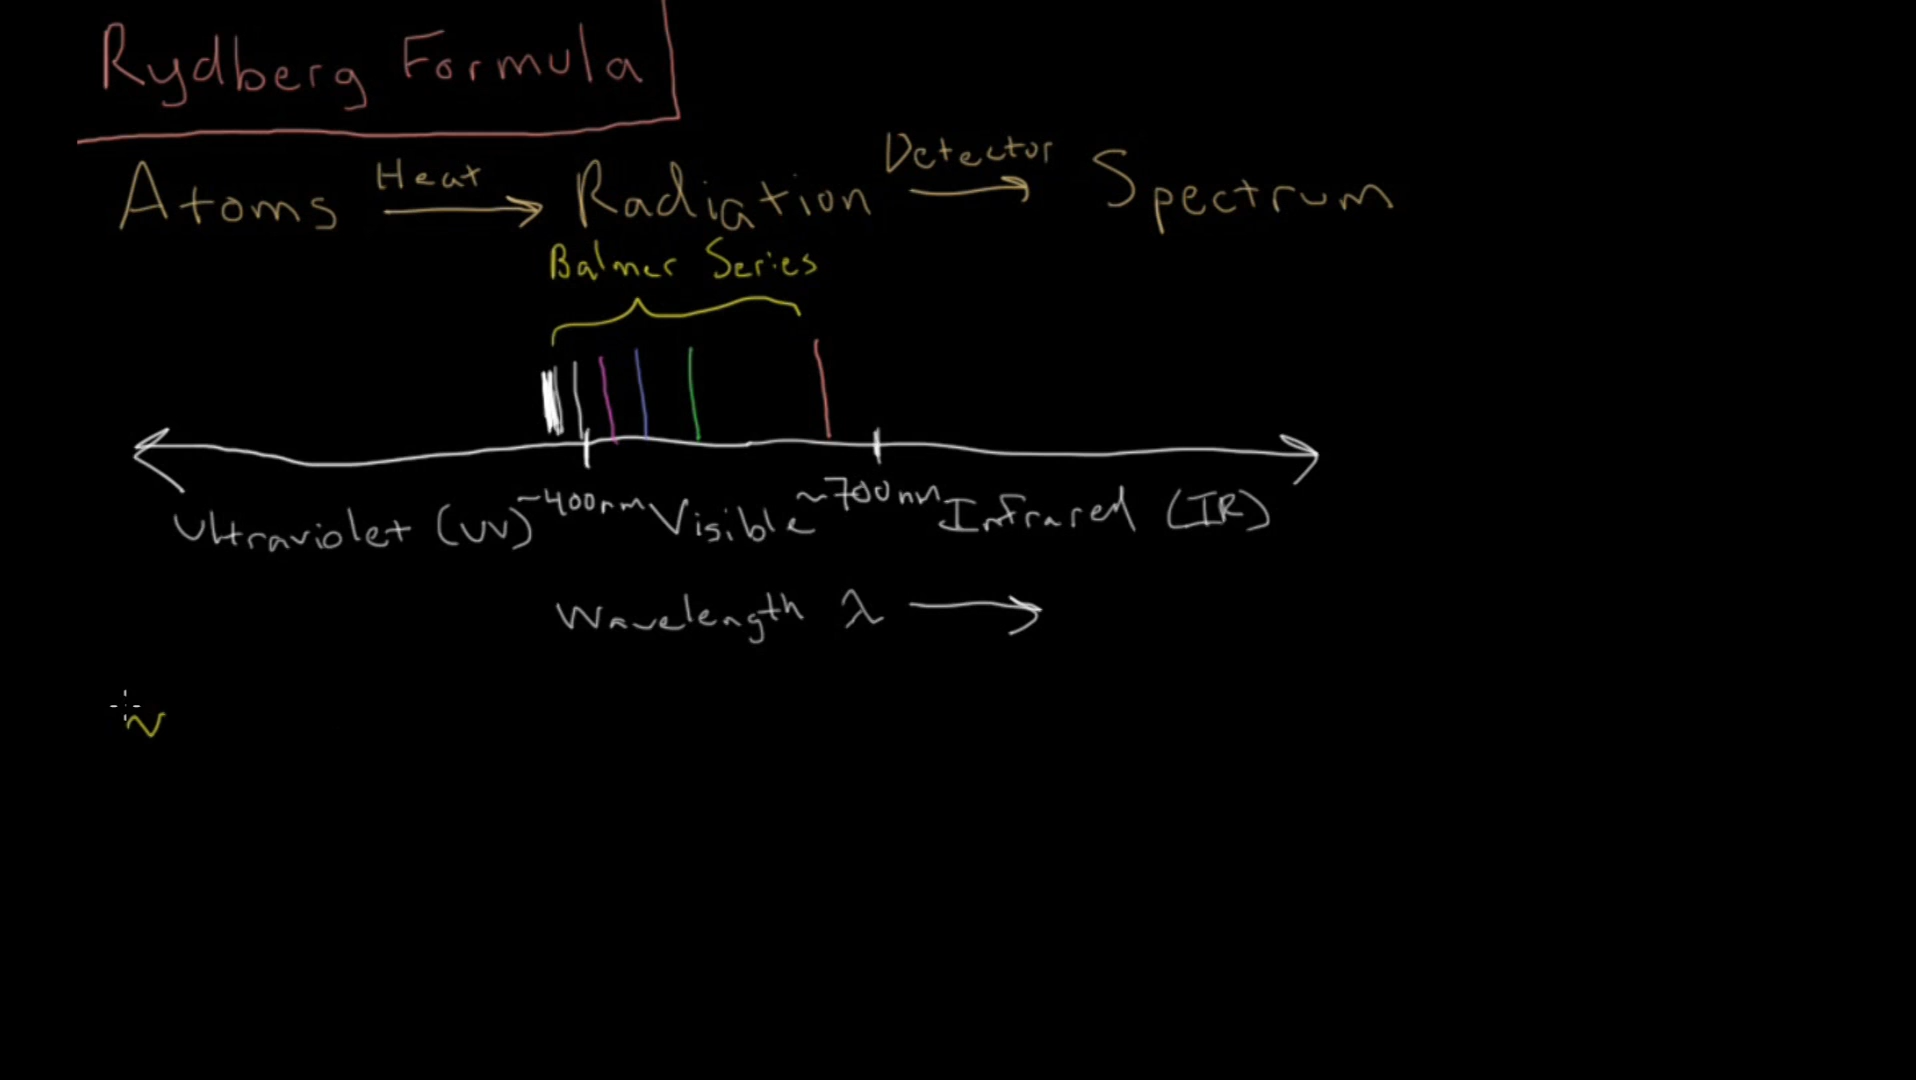 Rydberg Formula
Atoms Heat Radiation Detector Spectrum
Balmer Series
Ultraviolet (UV) ~400nm Visible ~700nm Infrared (IR)
Wavelength λ
ν